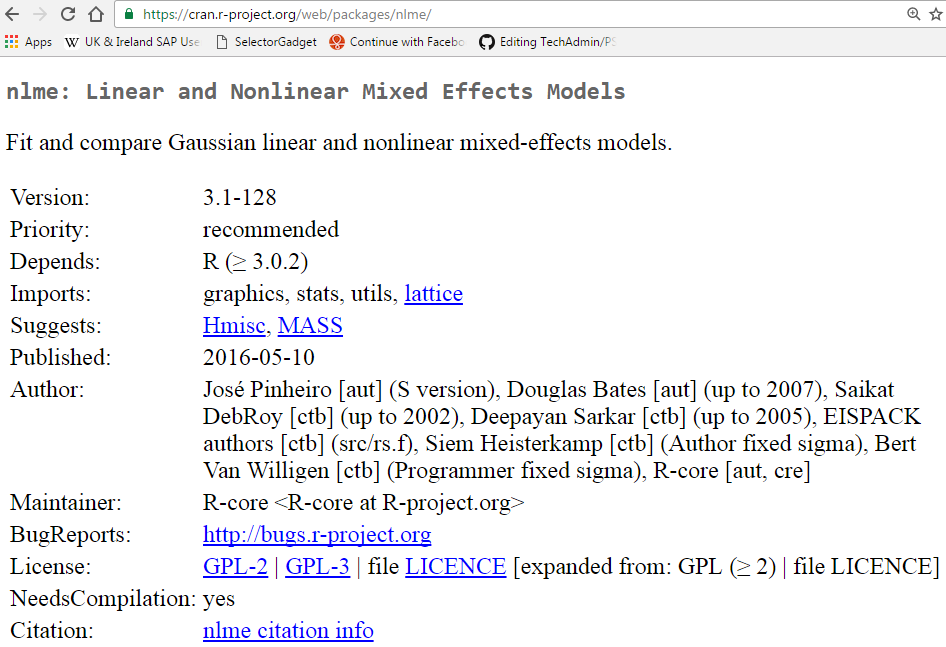 https://cran.r-project.org/web/packages/nlme/
Apps UK & Ireland SAP Use SelectorGadget Continue with Facebo Editing TechAdmin/PS
nlme: Linear and Nonlinear Mixed Effects Models
Fit and compare Gaussian linear and nonlinear mixed-effects models.
Version: 3.1-128
Priority: recommended
Depends: R (≥ 3.0.2)
Imports: graphics, stats, utils, lattice
Suggests: Hmisc, MASS
Published: 2016-05-10
Author: José Pinheiro [aut] (S version), Douglas Bates [aut] (up to 2007), Saikat
DebRoy [ctb] (up to 2002), Deepayan Sarkar [ctb] (up to 2005), EISPACK
authors [ctb] (src/rs.f), Siem Heisterkamp [ctb] (Author fixed sigma), Bert
Van Willigen [ctb] (Programmer fixed sigma), R-core [aut, cre]
Maintainer: R-core <R-core at R-project.org>
BugReports: http://bugs.r-project.org
License: GPL-2 | GPL-3 | file LICENCE [expanded from: GPL (≥ 2) | file LICENCE]
NeedsCompilation: yes
Citation: nlme citation info